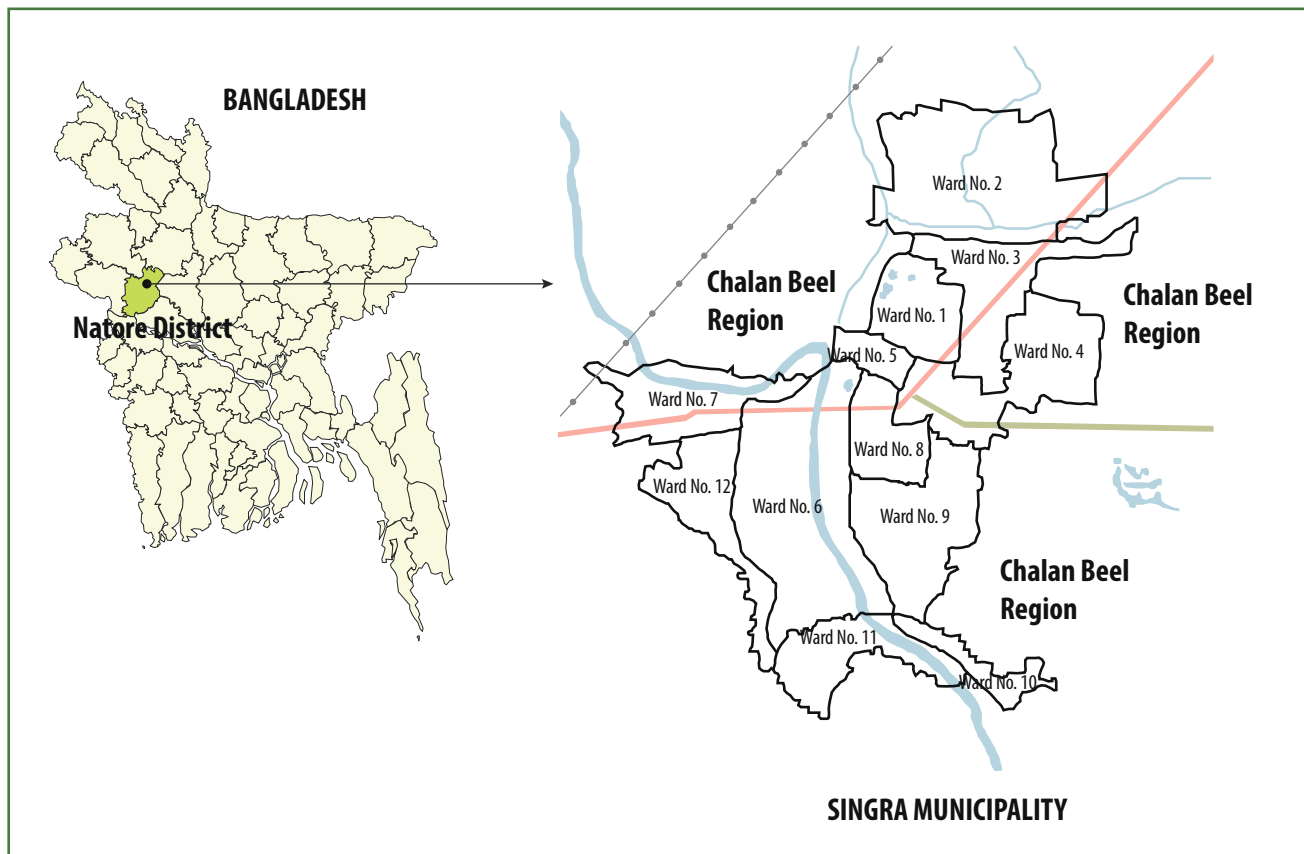 BANGLADESH
Natore District
Ward No. 2
Ward No. 3
Chalan Beel
Region
Chalan Beel
Region
Ward No. 1
Ward No. 5
Ward No. 4
Ward No. 7
Ward No. 8
Ward No. 12
Ward No. 6
Ward No. 9
Chalan Beel
Region
Ward No. 11
Ward No. 10
SINGRA MUNICIPALITY